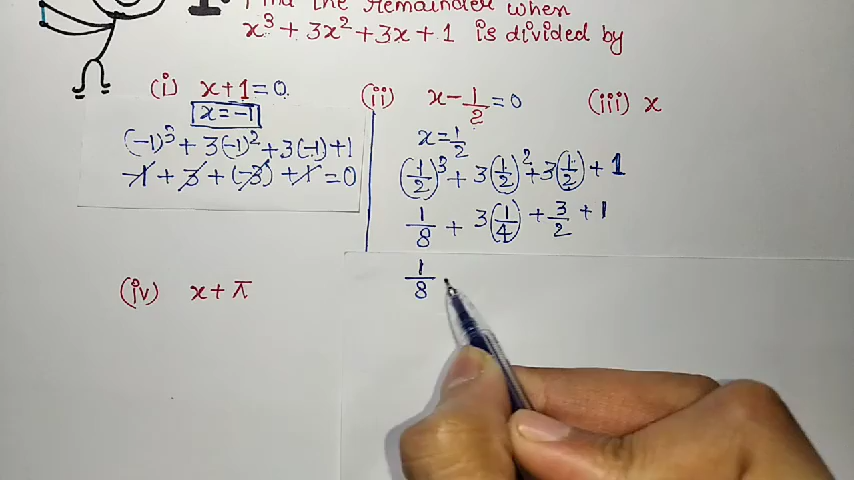 Find the Remainder when
x³ + 3x² + 3x + 1 is divided by
(i) x + 1 = 0
x = -1
(-1)³ + 3(-1)² + 3(-1) + 1
-1 + 3 + (-3) + 1 = 0
(ii) x - 1/2 = 0
x = 1/2
(1/2)³ + 3(1/2)² + 3(1/2) + 1
1/8 + 3(1/4) + 3/2 + 1
1/8
(iii) x
(iv) x + π